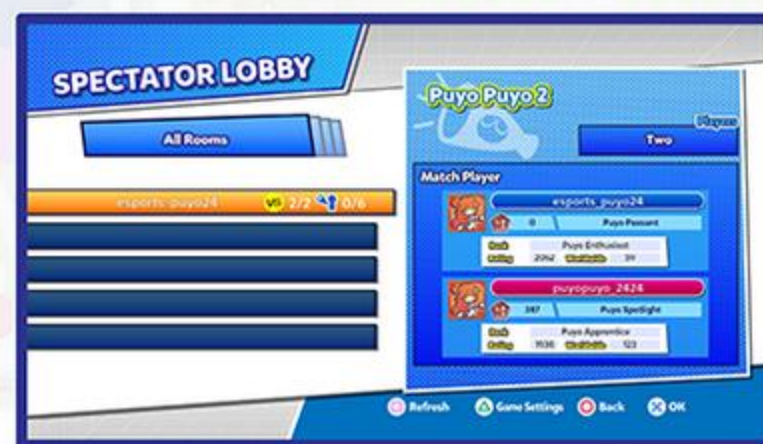 SPECTATOR LOBBY
All Rooms
esports_puyo24 VS 2/2 0/6
Puyo Puyo 2
Players
Two
Match Player
esports_puyo24
0 Puyo Peasant
Rank Puyo Enthusiast
Rating 2062 Worldwide 39
puyopuyo_2424
387 Puyo Spotlight
Rank Puyo Apprentice
Rating 1936 Worldwide 123
Refresh Game Settings Back OK